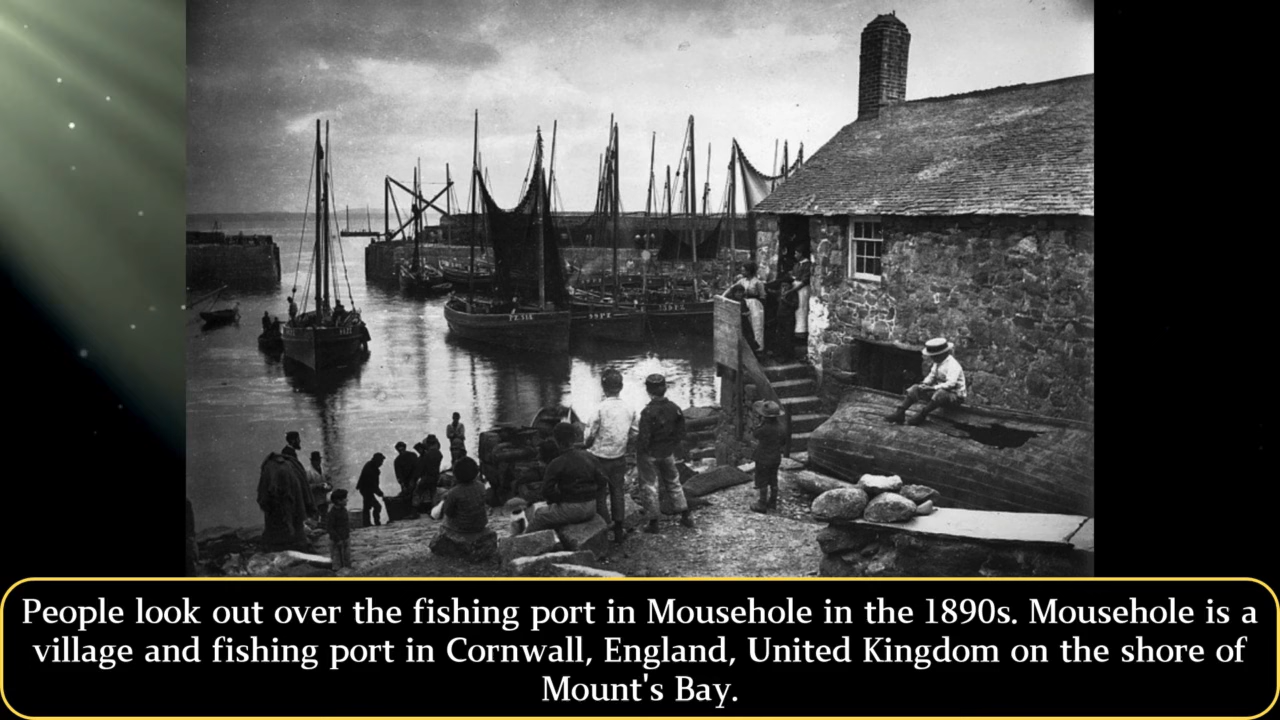 People look out over the fishing port in Mousehole in the 1890s. Mousehole is a
village and fishing port in Cornwall, England, United Kingdom on the shore of
Mount's Bay.